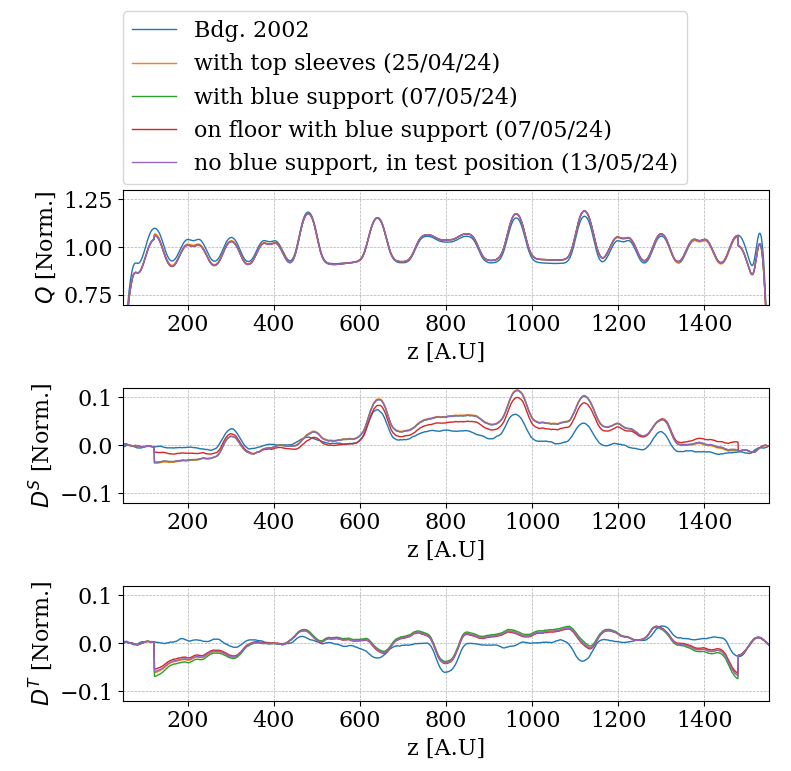 Bdg. 2002
with top sleeves (25/04/24)
with blue support (07/05/24)
on floor with blue support (07/05/24)
no blue support, in test position (13/05/24)
Q [Norm.]
1.25
1.00
0.75
200 400 600 800 1000 1200 1400
z [A.U]
D^S [Norm.]
0.1
0.0
−0.1
200 400 600 800 1000 1200 1400
z [A.U]
D^T [Norm.]
0.1
0.0
−0.1
200 400 600 800 1000 1200 1400
z [A.U]